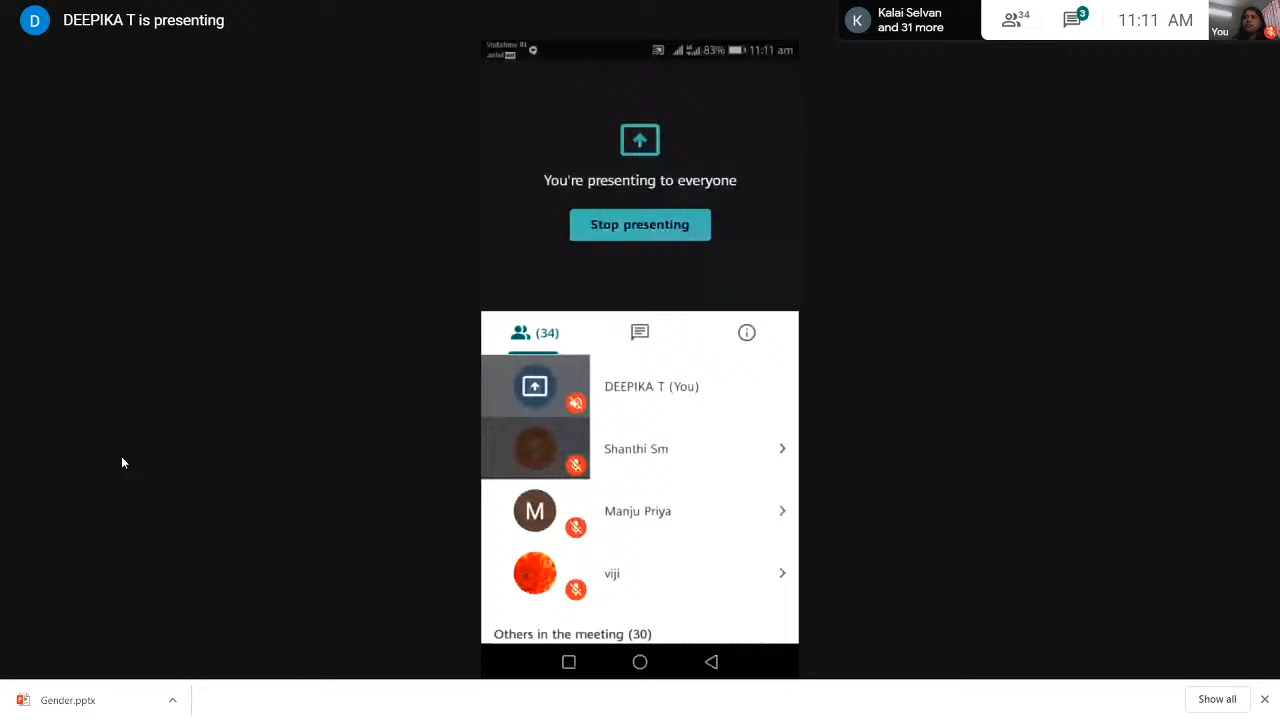 D
DEEPIKA T is presenting
K
Kalai Selvan
and 31 more
34
3
11:11 AM
You
83%
11:11 am
You're presenting to everyone
Stop presenting
(34)
DEEPIKA T (You)
Shanthi Sm
M
Manju Priya
viji
Others in the meeting (30)
Gender.pptx
Show all